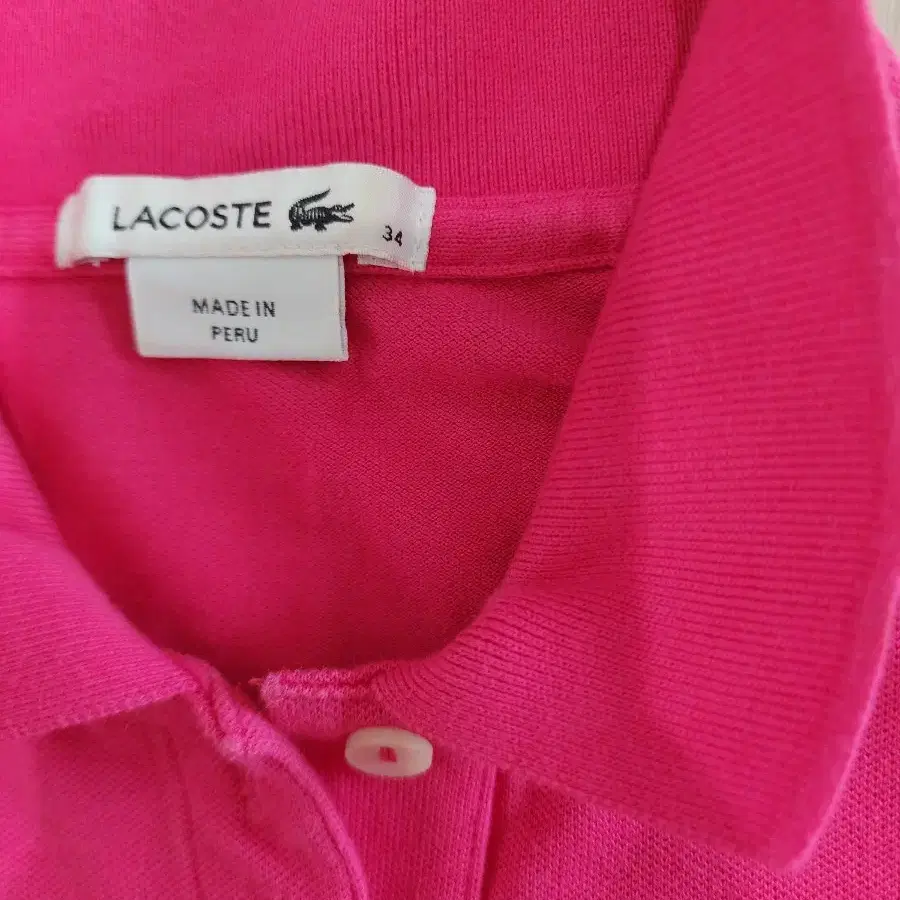 LACOSTE
34
MADE IN
PERU